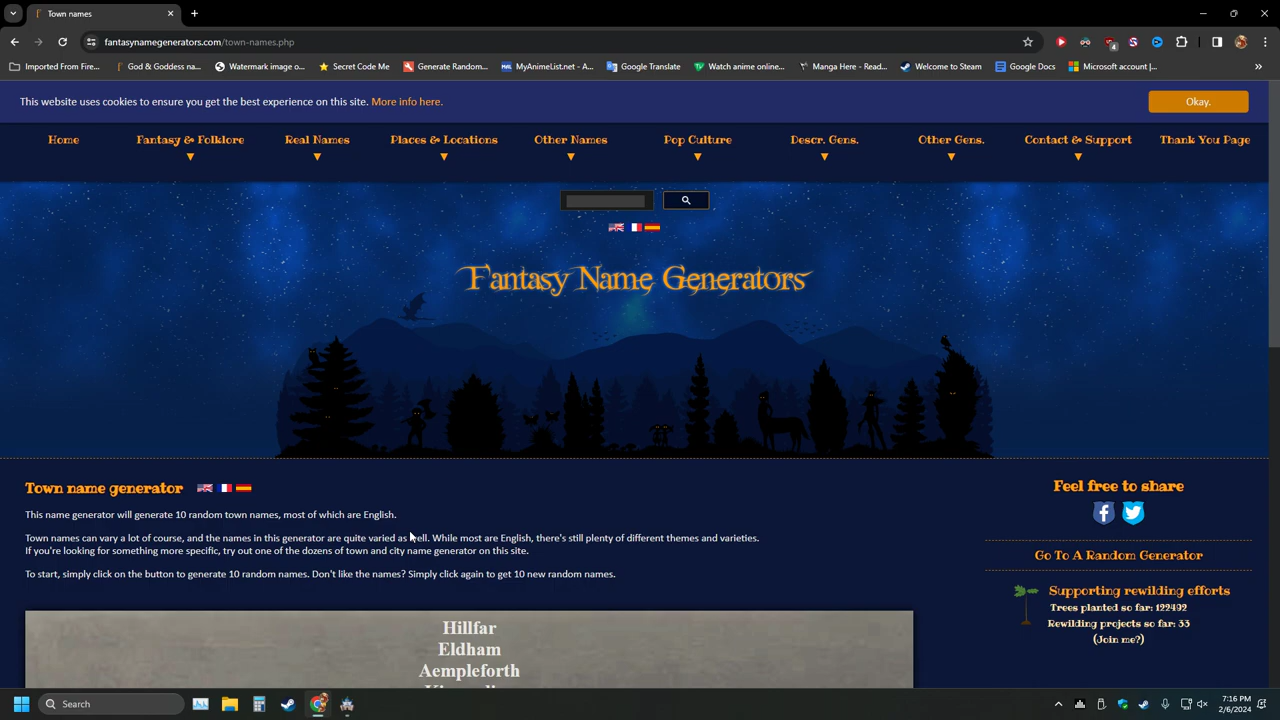 Town names
fantasynamegenerators.com/town-names.php
4
Imported From Fire...
God & Goddess na...
Watermark image o...
Secret Code Me
Generate Random...
MyAnimeList.net - A...
Google Translate
Watch anime online...
Manga Here - Read...
Welcome to Steam
Google Docs
Microsoft account |...
This website uses cookies to ensure you get the best experience on this site. More info here.
Okay.
Home
Fantasy & Folklore
Real Names
Places & Locations
Other Names
Pop Culture
Descr. Gens.
Other Gens.
Contact & Support
Thank You Page
Fantasy Name Generators
Town name generator
This name generator will generate 10 random town names, most of which are English.
Town names can vary a lot of course, and the names in this generator are quite varied as well. While most are English, there's still plenty of different themes and varieties.
If you're looking for something more specific, try out one of the dozens of town and city name generator on this site.
To start, simply click on the button to generate 10 random names. Don't like the names? Simply click again to get 10 new random names.
Hillfar
Eldham
Aempleforth
Feel free to share
Go To A Random Generator
Supporting rewilding efforts
Trees planted so far: 122492
Rewilding projects so far: 33
(Join me?)
Search
7:16 PM
2/6/2024